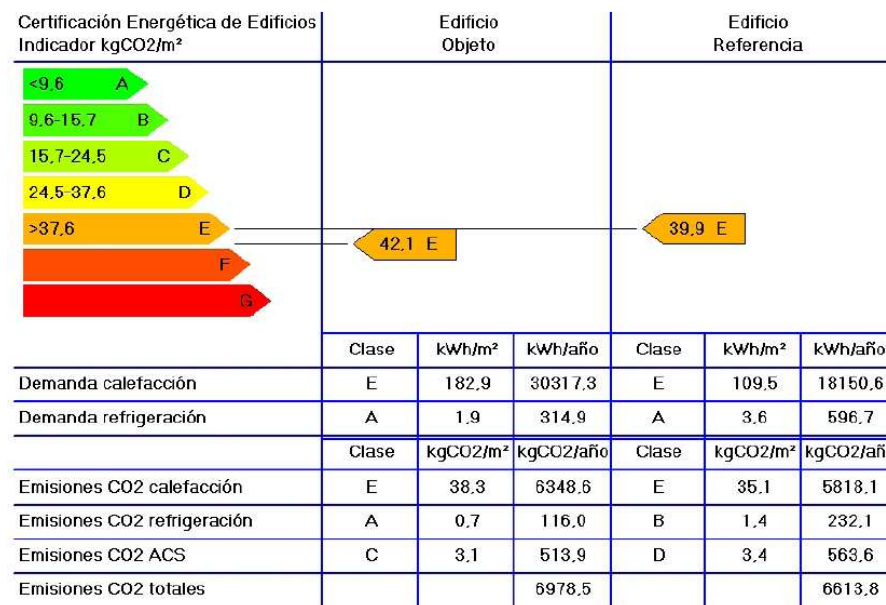 Certificación Energética de Edificios
Indicador kgCO2/m²
Edificio
Objeto
Edificio
Referencia
<9,6 A
9,6-15,7 B
15,7-24,5 C
24,5-37,6 D
>37,6 E
F
G
42,1 E
39,9 E
Clase kWh/m² kWh/año Clase kWh/m² kWh/año
Demanda calefacción E 182,9 30317,3 E 109,5 18150,6
Demanda refrigeración A 1,9 314,9 A 3,6 596,7
Clase kgCO2/m² kgCO2/año Clase kgCO2/m² kgCO2/añ
Emisiones CO2 calefacción E 38,3 6348,6 E 35,1 5818,1
Emisiones CO2 refrigeración A 0,7 116,0 B 1,4 232,1
Emisiones CO2 ACS C 3,1 513,9 D 3,4 563,6
Emisiones CO2 totales 6978,5 6613,8